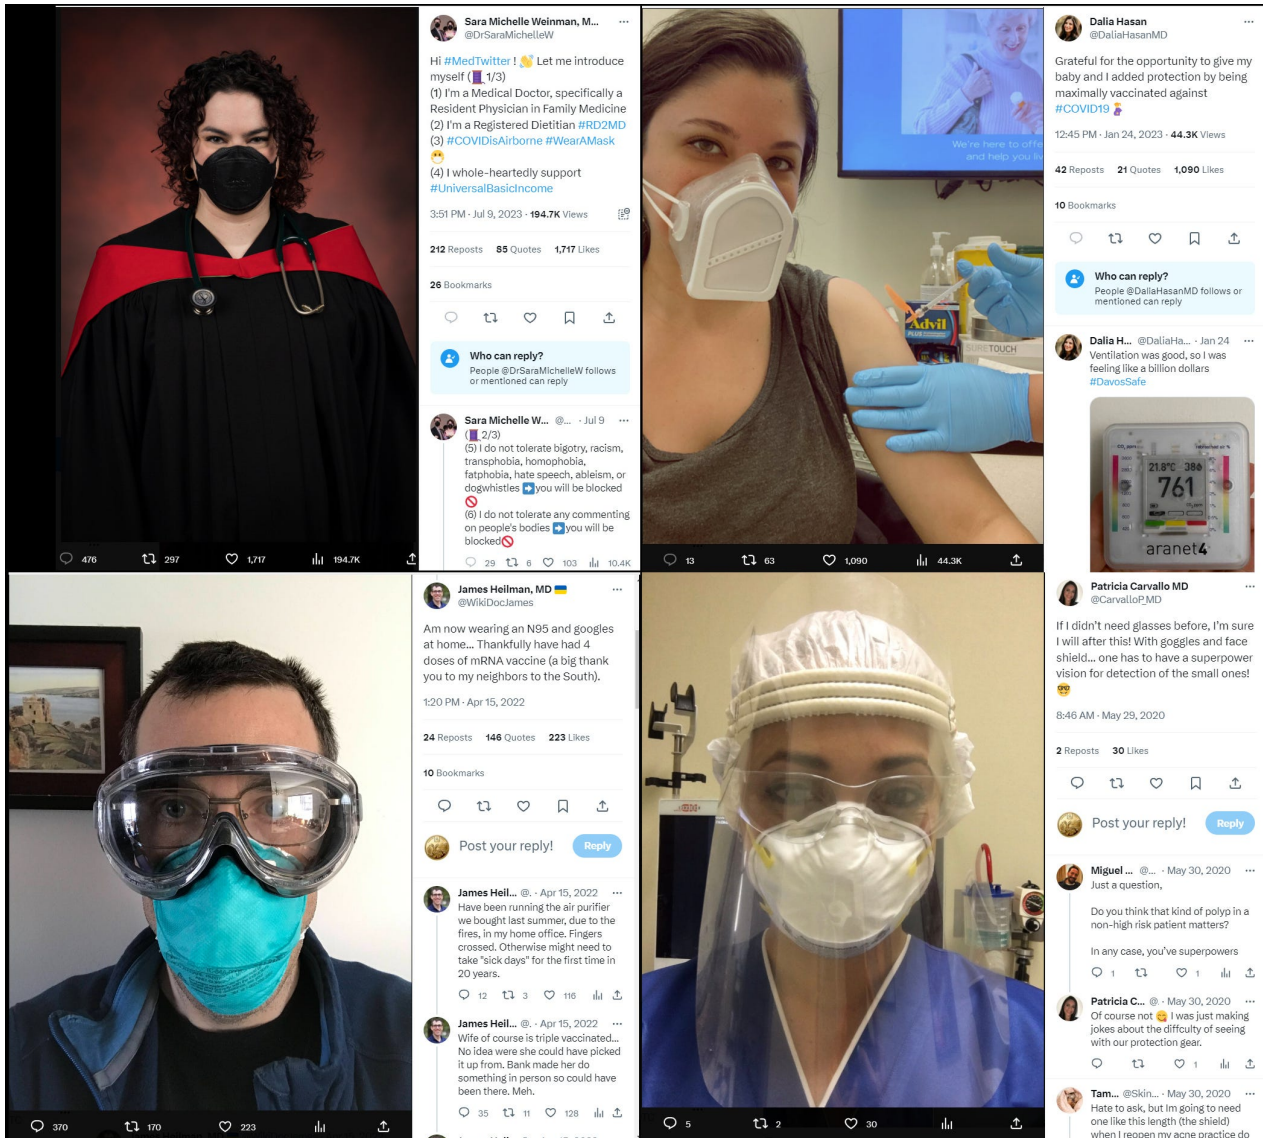 Sara Michelle Weinman, M...
@DrSaraMichelleW
Hi #MedTwitter ! 👋 Let me introduce
myself (🧵1/3)
(1) I'm a Medical Doctor, specifically a
Resident Physician in Family Medicine
(2) I'm a Registered Dietitian #RD2MD
(3) #COVIDisAirborne #WearAMask
😷
(4) I whole-heartedly support
#UniversalBasicIncome
3:51 PM · Jul 9, 2023 · 194.7K Views
212 Reposts 85 Quotes 1,717 Likes
26 Bookmarks
Who can reply?
People @DrSaraMichelleW follows
or mentioned can reply
Sara Michelle W... @... · Jul 9
(🧵2/3)
(5) I do not tolerate bigotry, racism,
transphobia, homophobia,
fatphobia, hate speech, ableism, or
dogwhistles ➡️you will be blocked
🚫
(6) I do not tolerate any commenting
on people's bodies ➡️you will be
blocked🚫
29 6 103 10.4K
476 297 1,717 194.7K
We're here to offe
and help you liv
Advil
PLUS
SURETOUCH
13 63 1,090 44.3K
Dalia Hasan
@DaliaHasanMD
Grateful for the opportunity to give my
baby and I added protection by being
maximally vaccinated against
#COVID19 🤱
12:45 PM · Jan 24, 2023 · 44.3K Views
42 Reposts 21 Quotes 1,090 Likes
10 Bookmarks
Who can reply?
People @DaliaHasanMD follows or
mentioned can reply
Dalia H... @DaliaHa... · Jan 24
Ventilation was good, so I was
feeling like a billion dollars
#DavosSafe
21.8°C
761
aranet4
James Heilman, MD 🇺🇦
@WikiDocJames
Am now wearing an N95 and googles
at home... Thankfully have had 4
doses of mRNA vaccine (a big thank
you to my neighbors to the South).
1:20 PM · Apr 15, 2022
24 Reposts 146 Quotes 223 Likes
10 Bookmarks
Post your reply! Reply
James Heil... @. · Apr 15, 2022
Have been running the air purifier
we bought last summer, due to the
fires, in my home office. Fingers
crossed. Otherwise might need to
take "sick days" for the first time in
20 years.
12 3 116
James Heil... @. · Apr 15, 2022
Wife of course is triple vaccinated...
No idea were she could have picked
it up from. Bank made her do
something in person so could have
been there. Meh.
35 11 128
370 170 223
5 2 30
Patricia Carvallo MD
@CarvalloP_MD
If I didn't need glasses before, I'm sure
I will after this! With goggles and face
shield... one has to have a superpower
vision for detection of the small ones!
🤓
8:46 AM · May 29, 2020
2 Reposts 30 Likes
Post your reply! Reply
Miguel ... @... · May 30, 2020
Just a question,
Do you think that kind of polyp in a
non-high risk patient matters?
In any case, you've superpowers
1 1
Patricia C... @. · May 30, 2020
Of course not 😋 I was just making
jokes about the diffculty of seeing
with our protection gear.
1
Tam... @Skin... · May 30, 2020
Hate to ask, but Im going to need
one like this length (the shield)
when I reopen my acne practice do